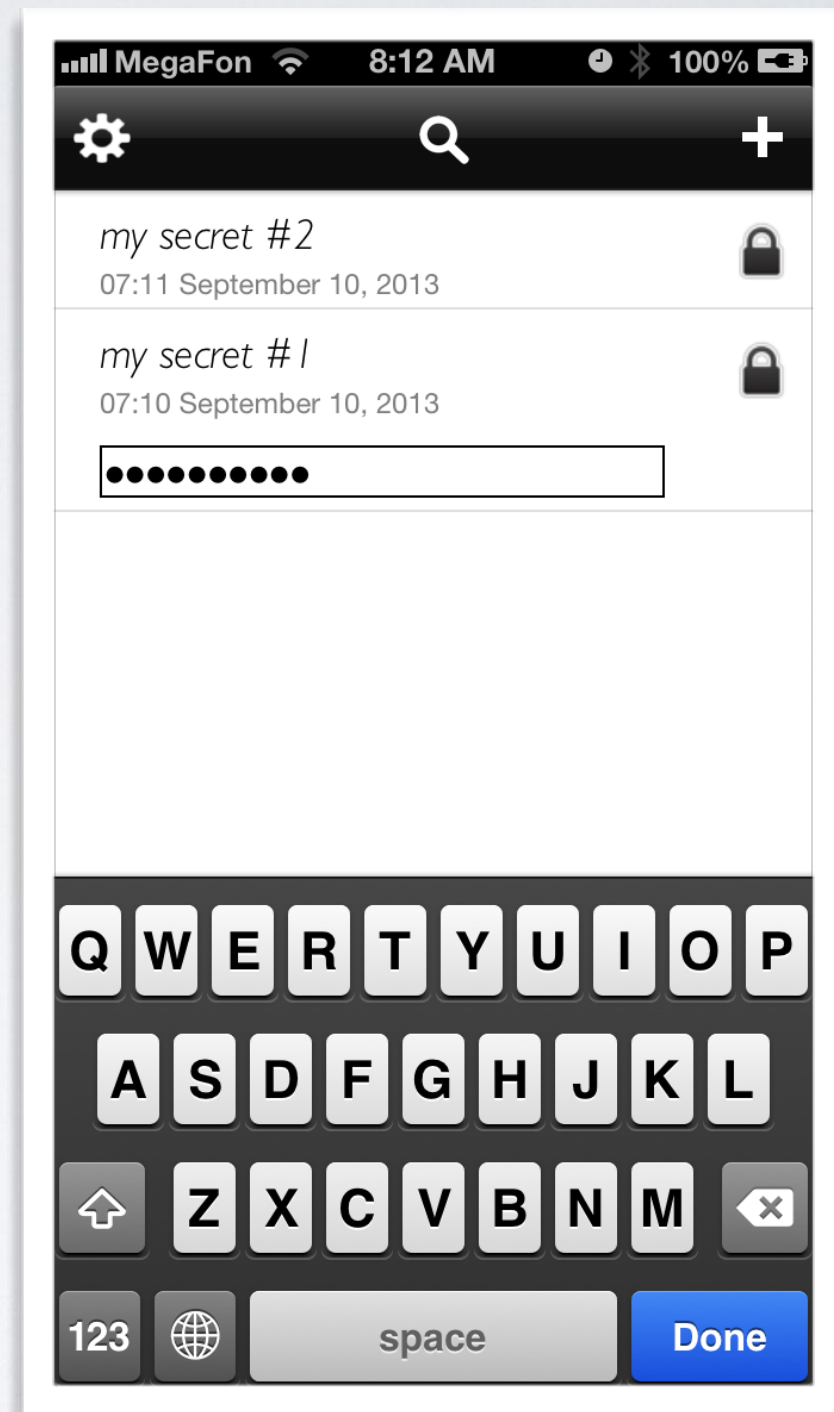 MegaFon 8:12 AM 100%
my secret #2
07:11 September 10, 2013
my secret #1
07:10 September 10, 2013
●●●●●●●●●●
Q W E R T Y U I O P
A S D F G H J K L
Z X C V B N M
123 space Done